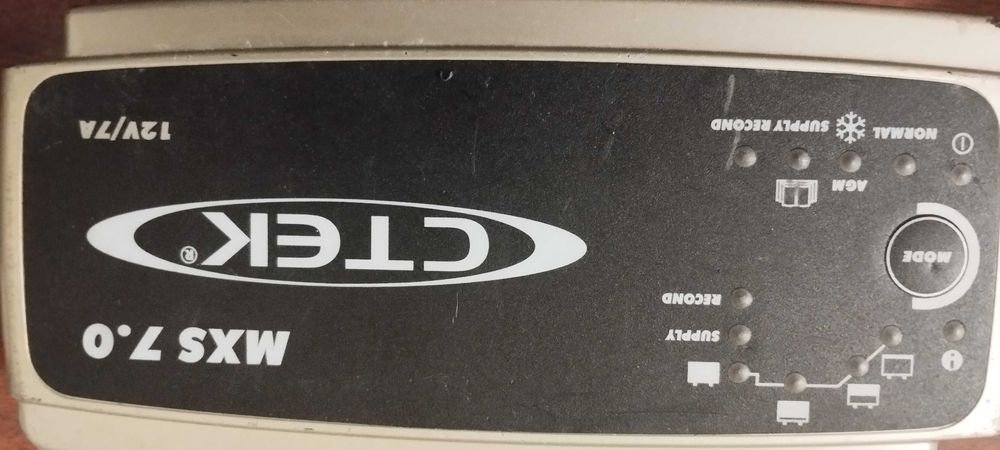 MXS 7.0
CTEK®
12V/7A
SUPPLY
RECOND
MODE
AGM
NORMAL
SUPPLY RECOND